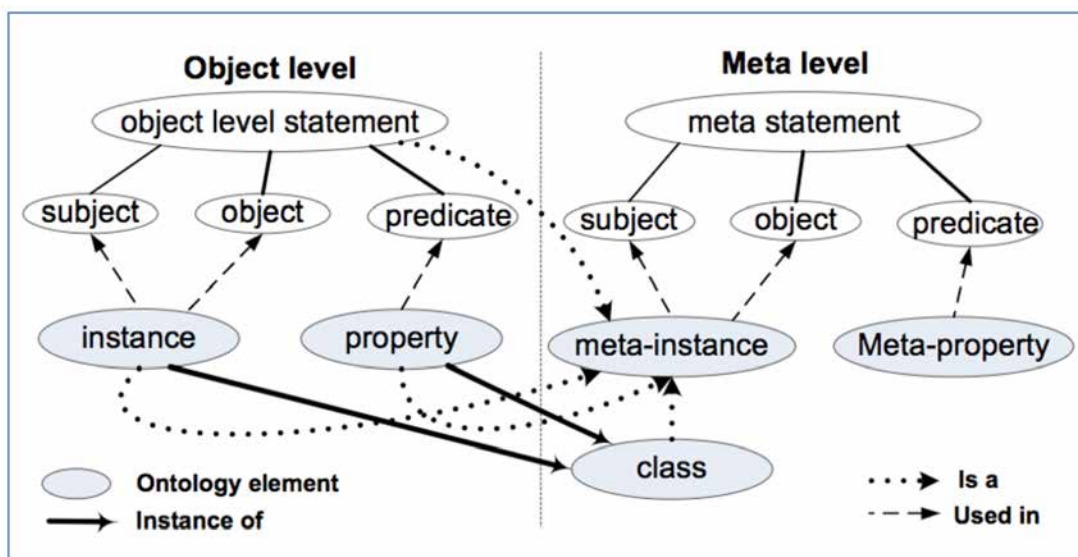 Object level
Meta level
object level statement
meta statement
subject
object
predicate
subject
object
predicate
instance
property
meta-instance
Meta-property
class
Ontology element
Instance of
Is a
Used in